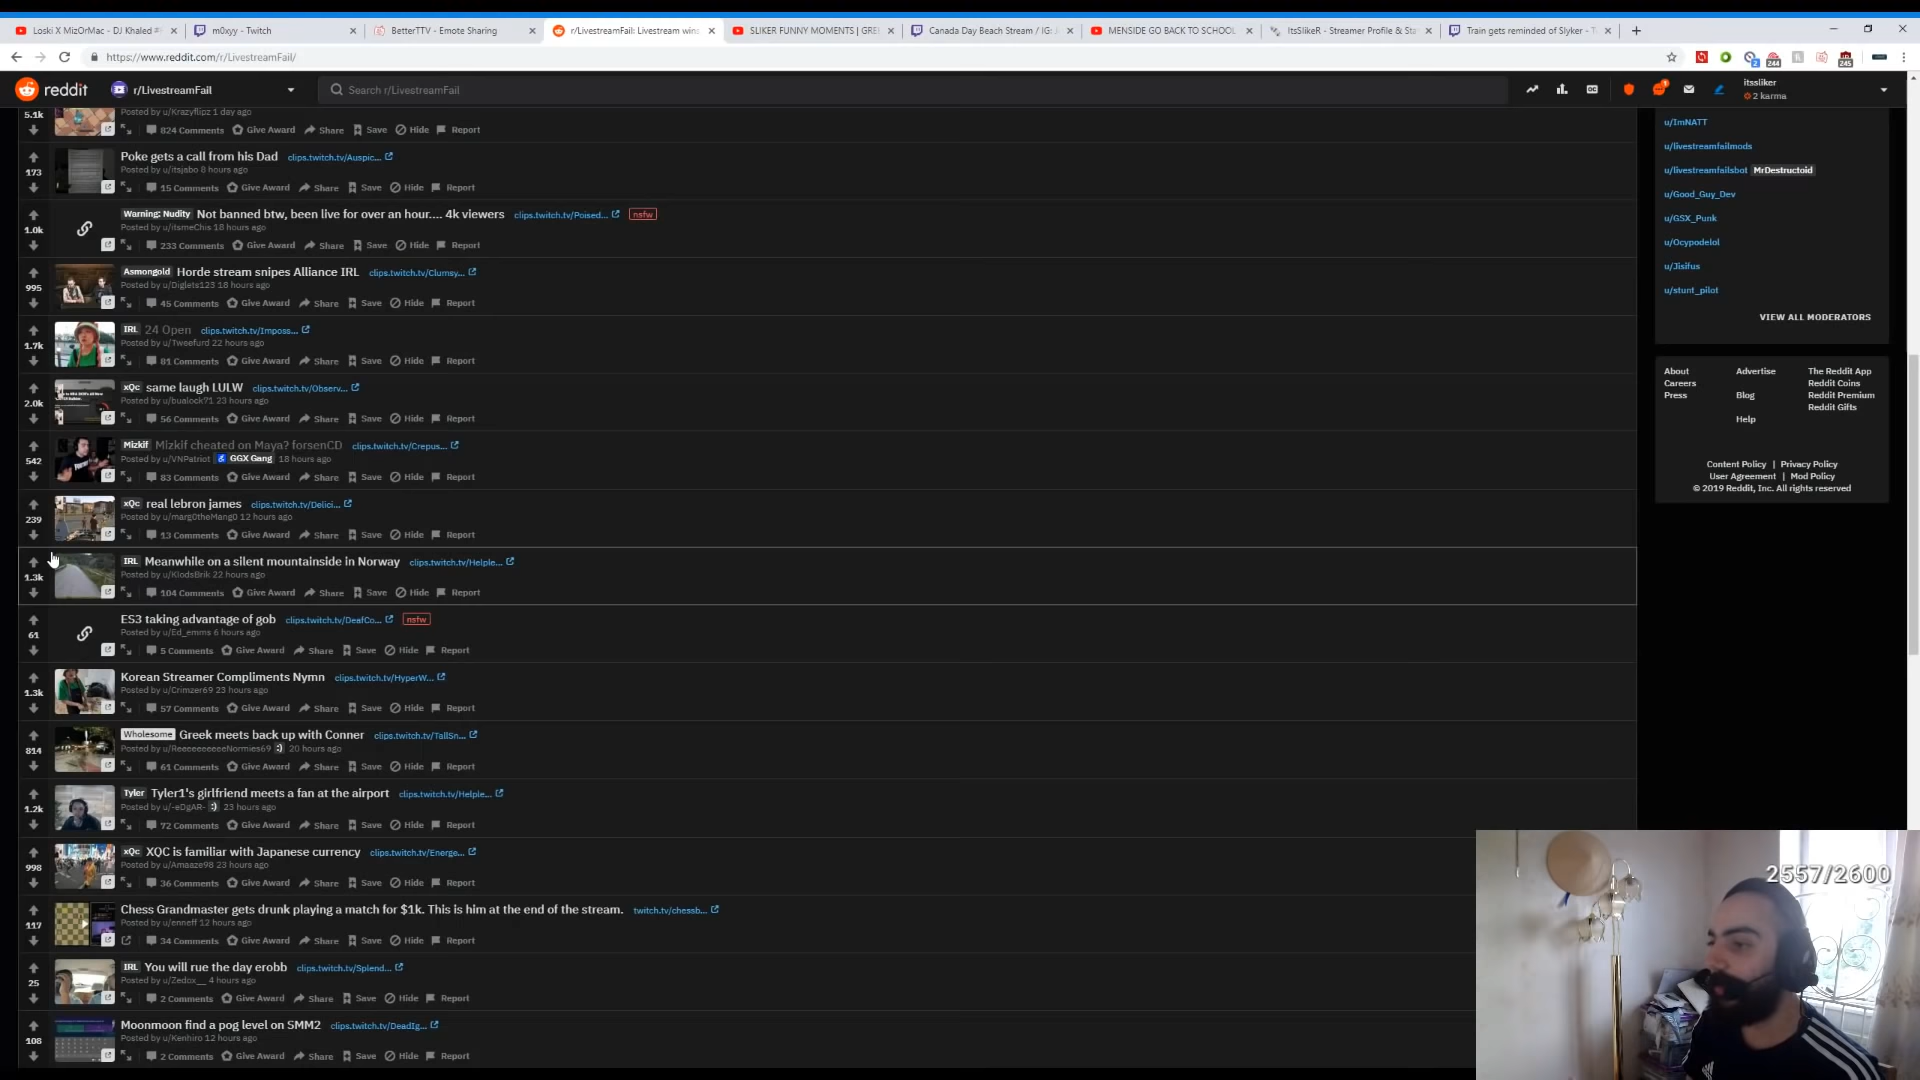 Loski X MizOrMac - DJ Khaled #
m0xyy - Twitch
BetterTTV - Emote Sharing
r/LivestreamFail: Livestream win
SLIKER FUNNY MOMENTS | GRE
Canada Day Beach Stream / IG:
MENSIDE GO BACK TO SCHOOL
ItsSlikeR - Streamer Profile & Sta
Train gets reminded of Slyker - T
https://www.reddit.com/r/LivestreamFail/
2
244
245
reddit
r/LivestreamFail
Search r/LivestreamFail
itssliker
2 karma
5.1k
Posted by u/Krazyflipz 1 day ago
824 Comments Give Award Share Save Hide Report
Poke gets a call from his Dad clips.twitch.tv/Auspic...
173
Posted by u/itsjabo 8 hours ago
15 Comments Give Award Share Save Hide Report
Warning: Nudity Not banned btw, been live for over an hour.... 4k viewers clips.twitch.tv/Poised... nsfw
1.0k
Posted by u/itsmeChis 18 hours ago
233 Comments Give Award Share Save Hide Report
Asmongold Horde stream snipes Alliance IRL clips.twitch.tv/Clumsy...
995
Posted by u/Diglets123 18 hours ago
45 Comments Give Award Share Save Hide Report
IRL 24 Open clips.twitch.tv/Imposs...
1.7k
Posted by u/Tweefurd 22 hours ago
81 Comments Give Award Share Save Hide Report
xQc same laugh LULW clips.twitch.tv/Observ...
2.0k
Posted by u/bualock71 23 hours ago
56 Comments Give Award Share Save Hide Report
Mizkif Mizkif cheated on Maya? forsenCD clips.twitch.tv/Crepus...
542
Posted by u/VNPatriot GGX Gang 18 hours ago
83 Comments Give Award Share Save Hide Report
xQc real lebron james clips.twitch.tv/Delici...
239
Posted by u/marg0theMang0 12 hours ago
13 Comments Give Award Share Save Hide Report
IRL Meanwhile on a silent mountainside in Norway clips.twitch.tv/Helple...
1.3k
Posted by u/KlodsBrik 22 hours ago
104 Comments Give Award Share Save Hide Report
ES3 taking advantage of gob clips.twitch.tv/DeafCo... nsfw
61
Posted by u/Ed_emms 6 hours ago
5 Comments Give Award Share Save Hide Report
Korean Streamer Compliments Nymn clips.twitch.tv/HyperW...
1.3k
Posted by u/Crimzer69 23 hours ago
57 Comments Give Award Share Save Hide Report
Wholesome Greek meets back up with Conner clips.twitch.tv/TallSn...
814
Posted by u/ReeeeeeeeeeNormies69 :) 20 hours ago
61 Comments Give Award Share Save Hide Report
Tyler Tyler1's girlfriend meets a fan at the airport clips.twitch.tv/Helple...
1.2k
Posted by u/-eDgAR- :) 23 hours ago
72 Comments Give Award Share Save Hide Report
xQc XQC is familiar with Japanese currency clips.twitch.tv/Energe...
998
Posted by u/Amaaze98 23 hours ago
36 Comments Give Award Share Save Hide Report
Chess Grandmaster gets drunk playing a match for $1k. This is him at the end of the stream. twitch.tv/chessb...
117
Posted by u/enneff 12 hours ago
34 Comments Give Award Share Save Hide Report
IRL You will rue the day erobb clips.twitch.tv/Splend...
25
Posted by u/Zedox__ 4 hours ago
2 Comments Give Award Share Save Hide Report
Moonmoon find a pog level on SMM2 clips.twitch.tv/DeadIg...
108
Posted by u/Kenhiro 12 hours ago
2 Comments Give Award Share Save Hide Report
u/ImNATT
u/livestreamfailmods
u/livestreamfailsbot MrDestructoid
u/Good_Guy_Dev
u/GSX_Punk
u/Ocypodelol
u/Jisifus
u/stunt_pilot
VIEW ALL MODERATORS
About Advertise The Reddit App
Careers Reddit Coins
Press Blog Reddit Premium
Reddit Gifts
Help
Content Policy | Privacy Policy
User Agreement | Mod Policy
© 2019 Reddit, Inc. All rights reserved
2557/2600